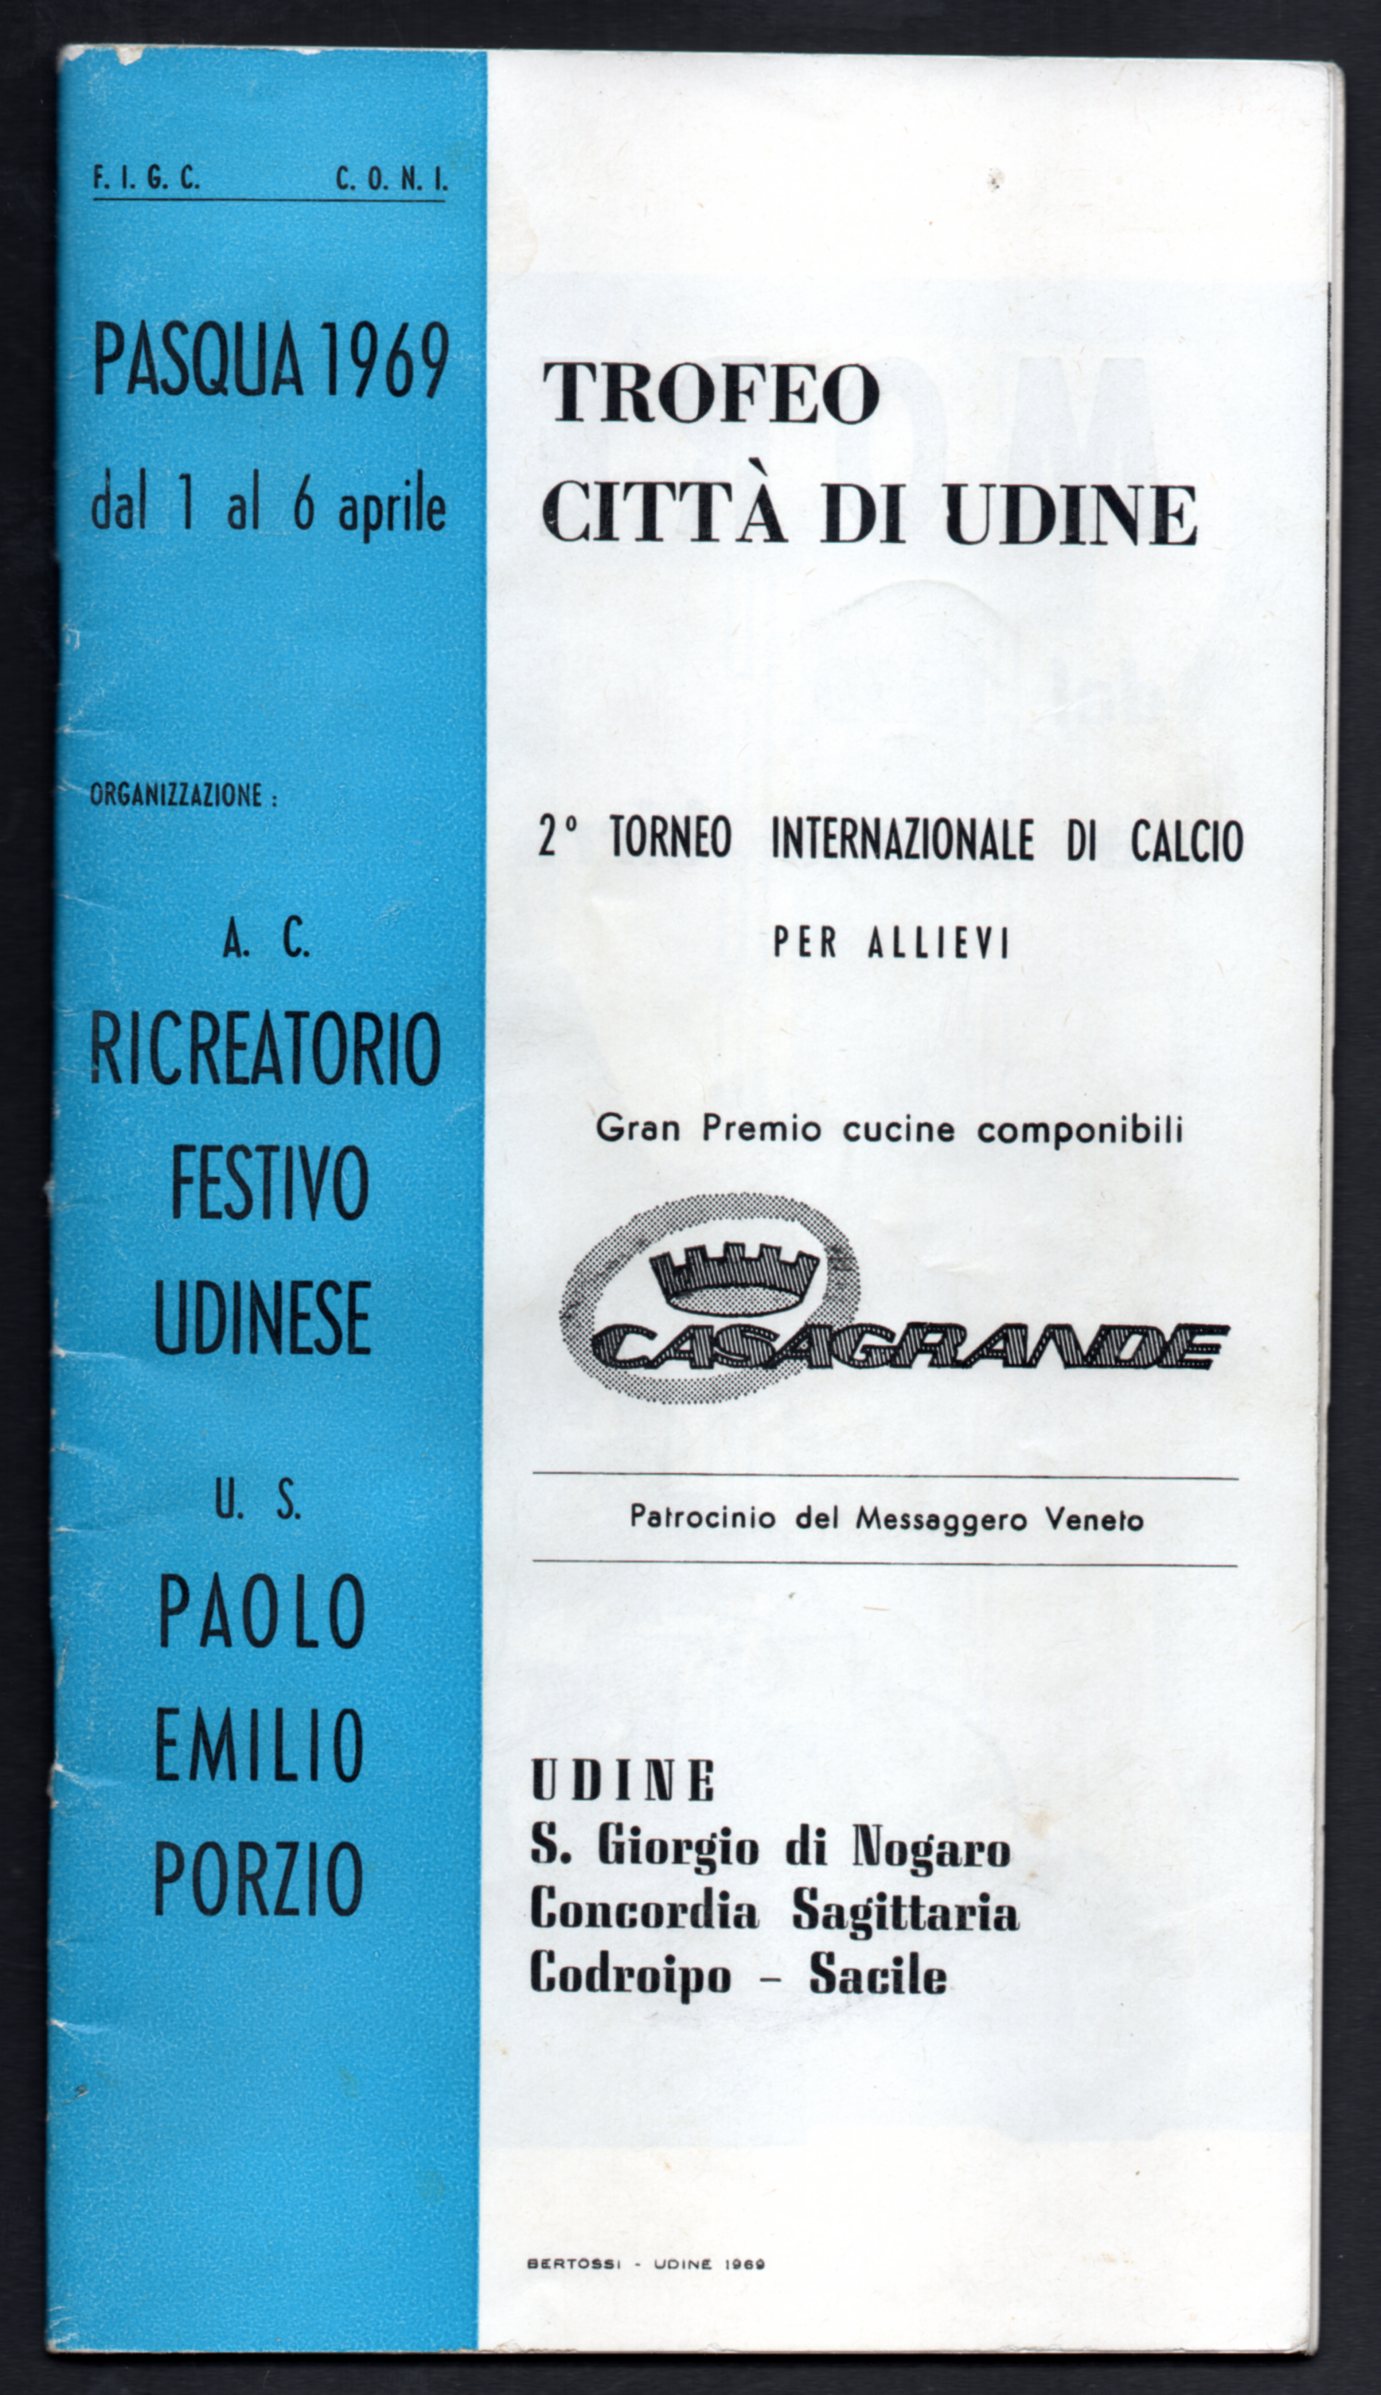 F. I. G. C. C. O. N. I.
PASQUA 1969
dal 1 al 6 aprile
ORGANIZZAZIONE :
A. C.
RICREATORIO
FESTIVO
UDINESE
U. S.
PAOLO
EMILIO
PORZIO
TROFEO
CITTÀ DI UDINE
2° TORNEO INTERNAZIONALE DI CALCIO
PER ALLIEVI
Gran Premio cucine componibili
CASAGRANDE
Patrocinio del Messaggero Veneto
UDINE
S. Giorgio di Nogaro
Concordia Sagittaria
Codroipo - Sacile
BERTOSSI - UDINE 1969